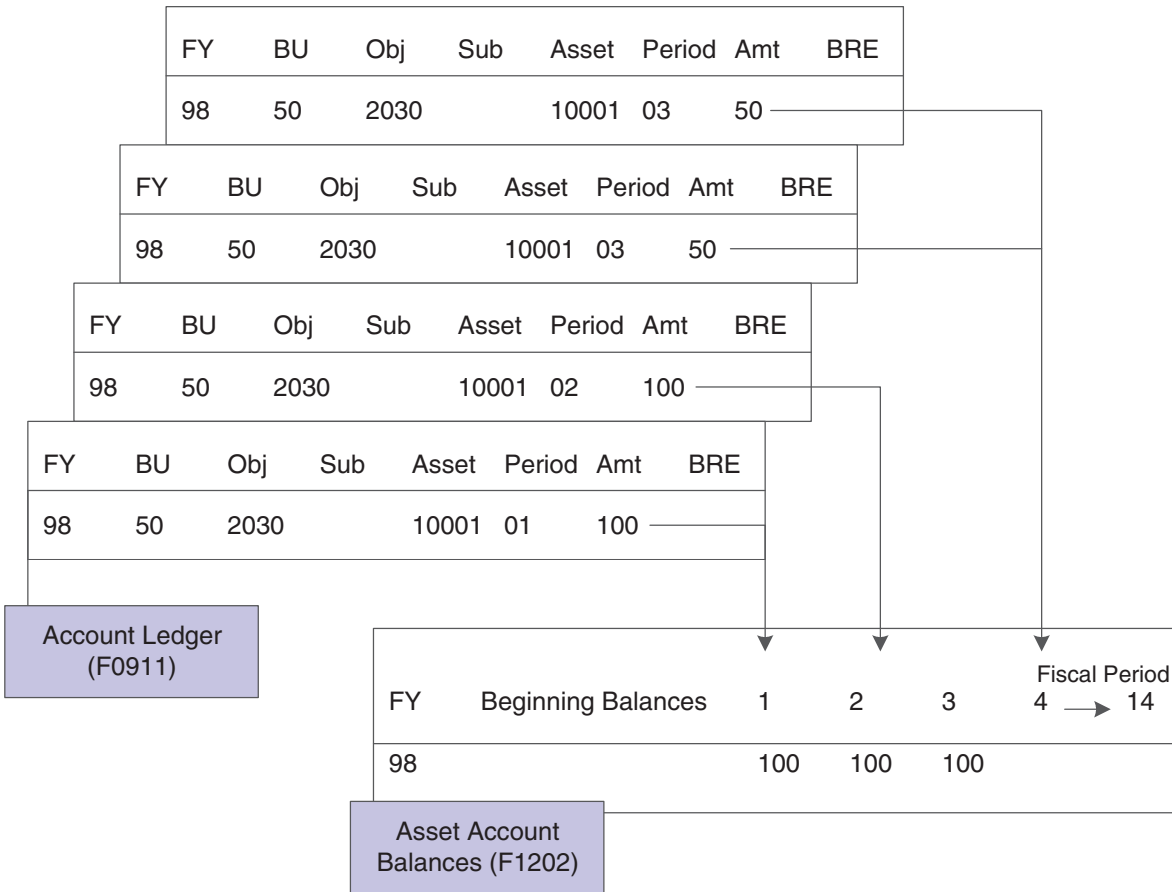 FY BU Obj Sub Asset Period Amt BRE
98 50 2030 10001 03 50
FY BU Obj Sub Asset Period Amt BRE
98 50 2030 10001 03 50
FY BU Obj Sub Asset Period Amt BRE
98 50 2030 10001 02 100
FY BU Obj Sub Asset Period Amt BRE
98 50 2030 10001 01 100
Account Ledger
(F0911)
Fiscal Period
FY Beginning Balances 1 2 3 4 14
98 100 100 100
Asset Account
Balances (F1202)